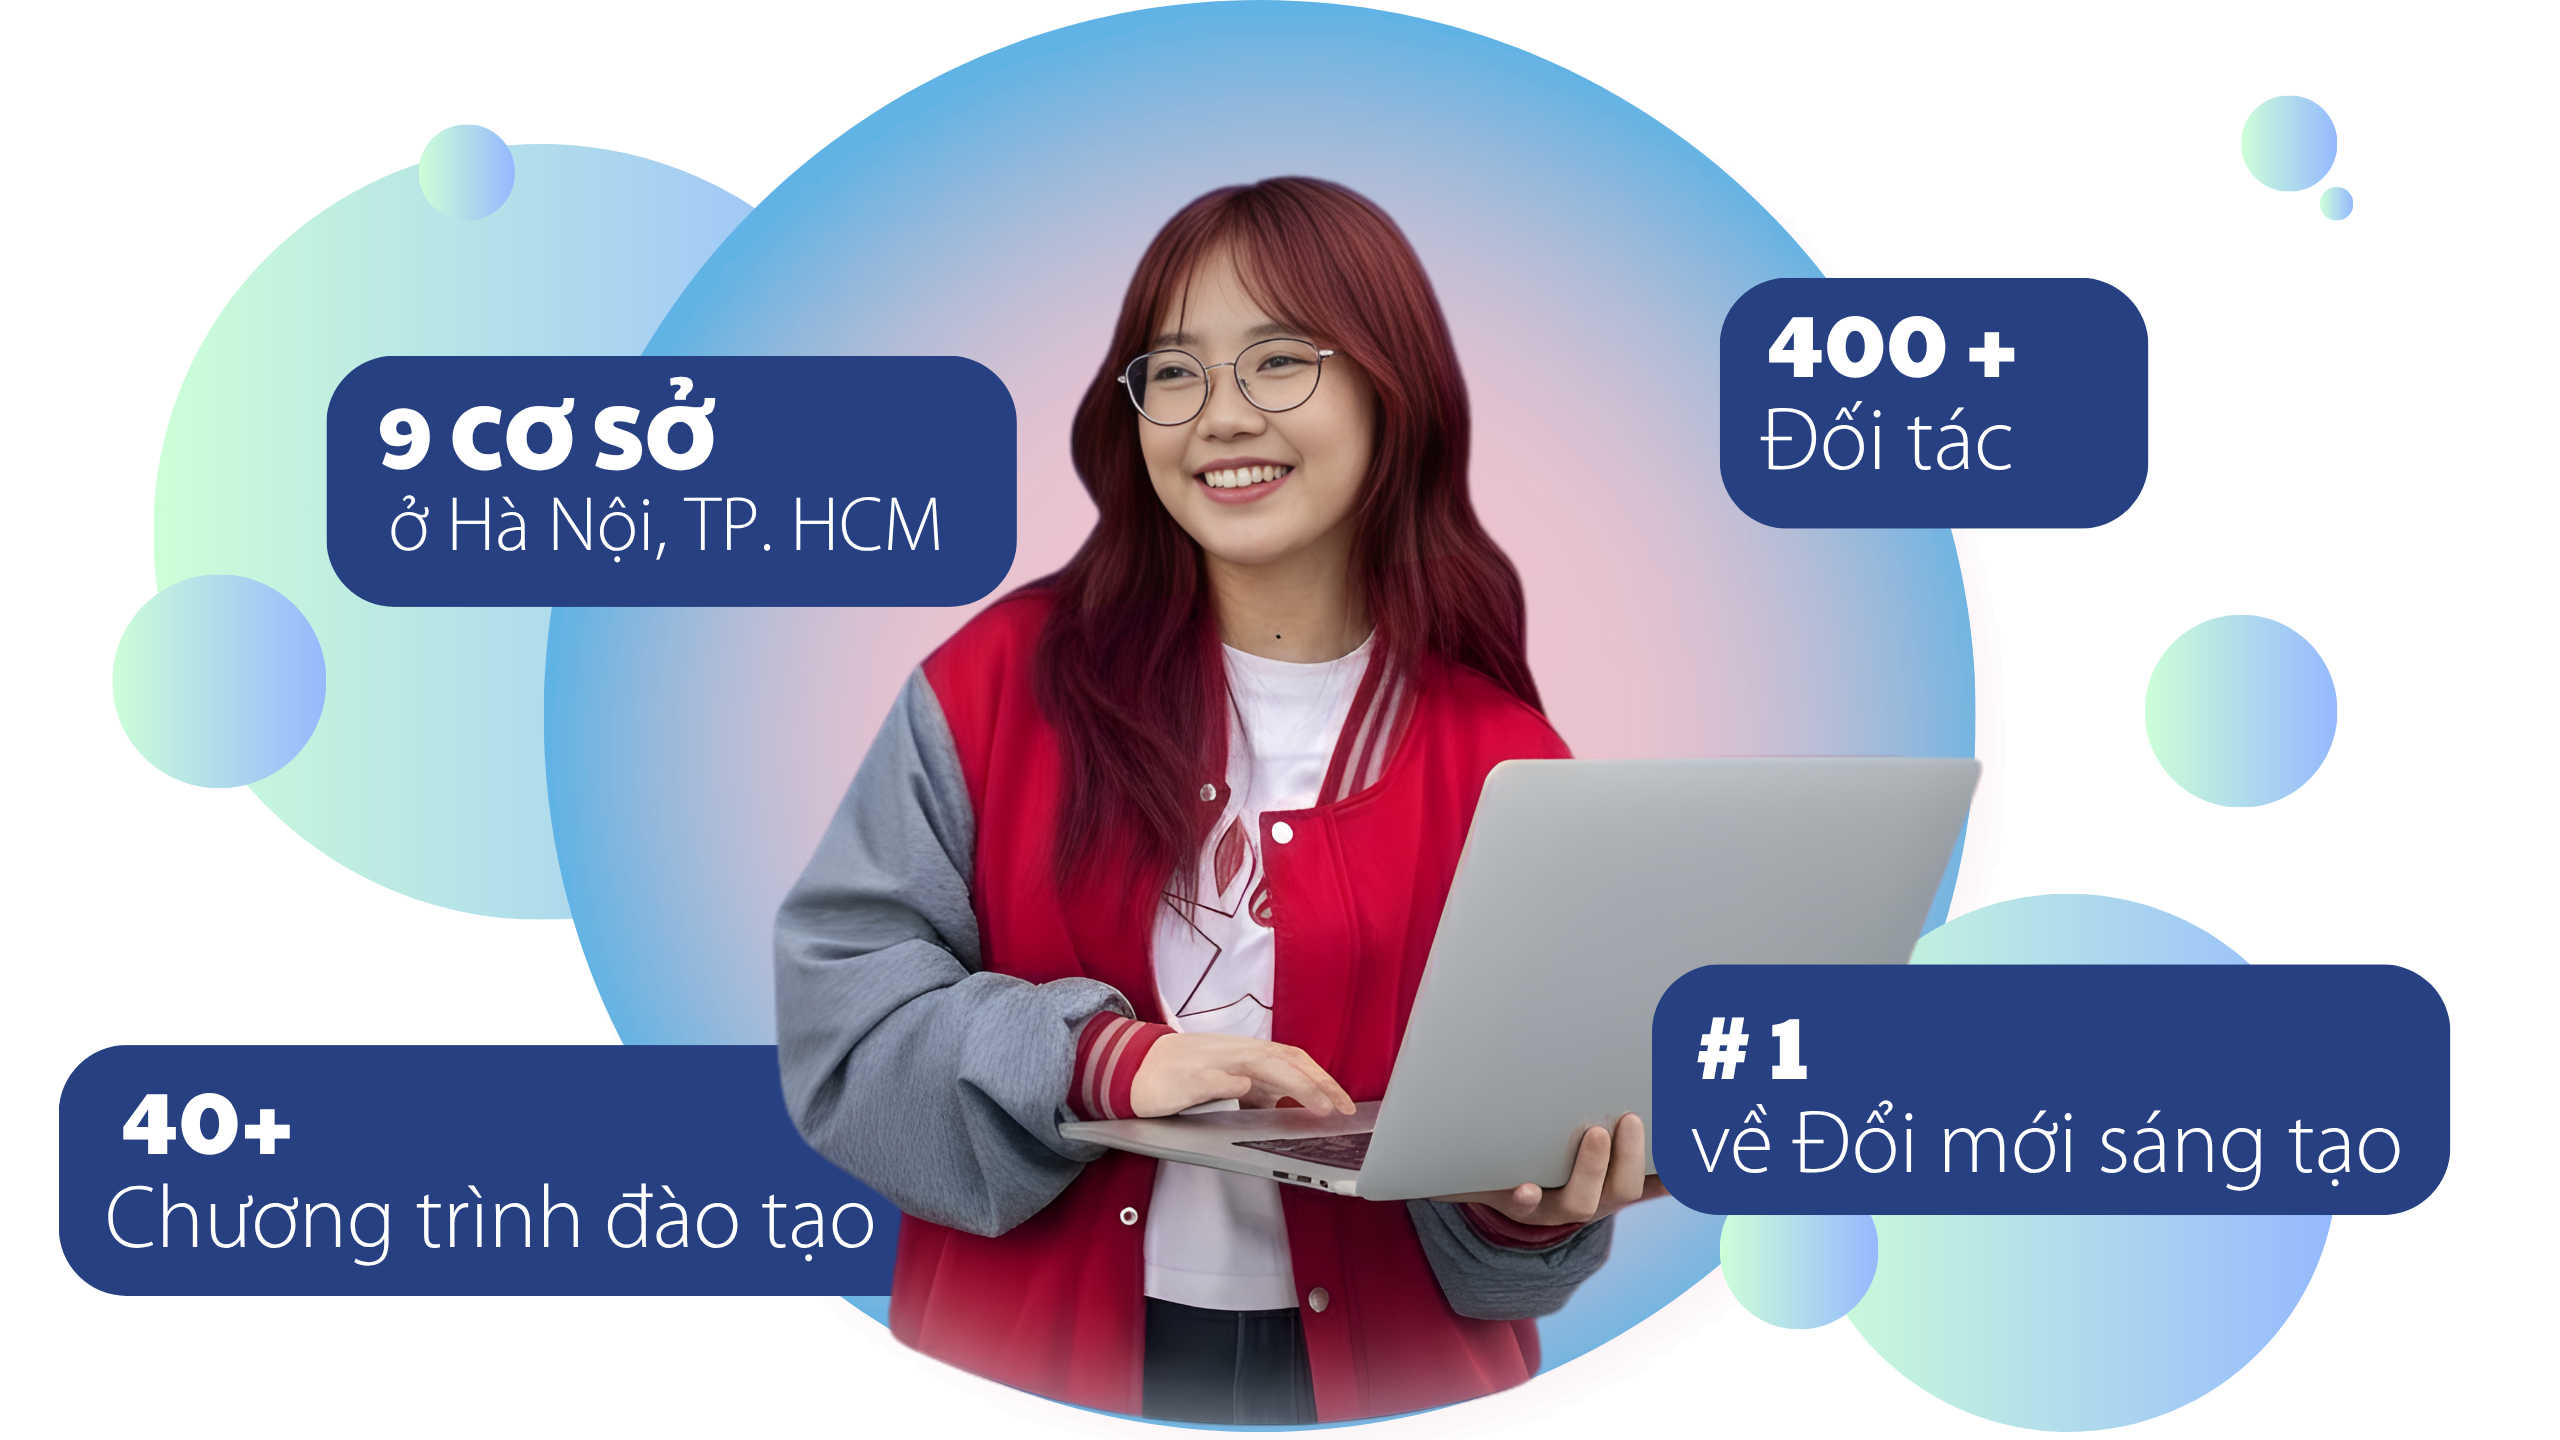 9 CƠ SỞ
ở Hà Nội, TP. HCM
400 +
Đối tác
40+
Chương trình đào tạo
# 1
về Đổi mới sáng tạo